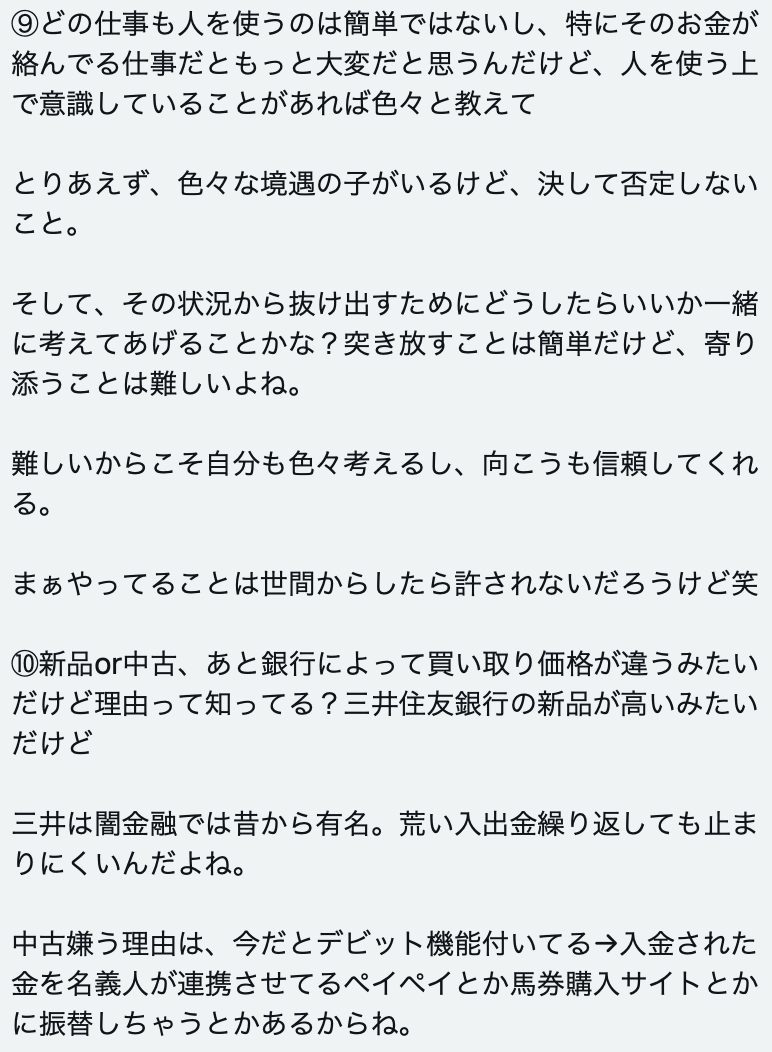 ⑨どの仕事も人を使うのは簡単ではないし、特にそのお金が
絡んでる仕事だともっと大変だと思うんだけど、人を使う上
で意識していることがあれば色々と教えて
とりあえず、色々な境遇の子がいるけど、決して否定しない
こと。
そして、その状況から抜け出すためにどうしたらいいか一緒
に考えてあげることかな？突き放すことは簡単だけど、寄り
添うことは難しいよね。
難しいからこそ自分も色々考えるし、向こうも信頼してくれ
る。
まぁやってることは世間からしたら許されないだろうけど笑
⑩新品or中古、あと銀行によって買い取り価格が違うみたい
だけど理由って知ってる？三井住友銀行の新品が高いみたい
だけど
三井は闇金融では昔から有名。荒い入出金繰り返しても止ま
りにくいんだよね。
中古嫌う理由は、今だとデビット機能付いてる→入金された
金を名義人が連携させてるペイペイとか馬券購入サイトとか
に振替しちゃうとかあるからね。